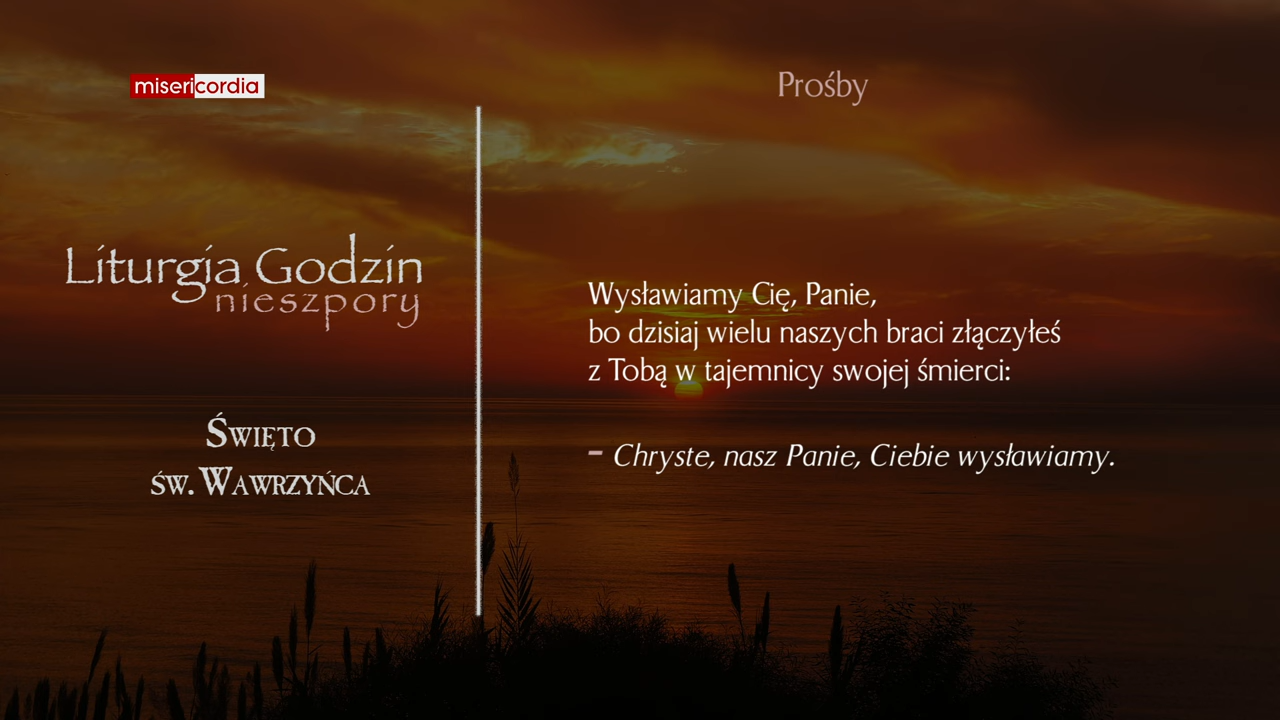 misericordia
Prośby
Liturgia Godzin
nieszpory
Święto
św. Wawrzyńca
Wysławiamy Cię, Panie,
bo dzisiaj wielu naszych braci złączyłeś
z Tobą w tajemnicy swojej śmierci:
– Chryste, nasz Panie, Ciebie wysławiamy.